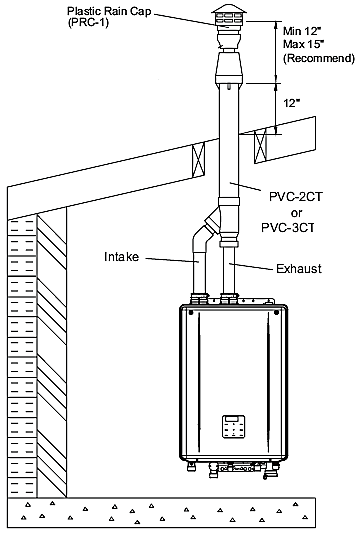 Plastic Rain Cap
(PRC-1)
Min 12"
Max 15"
(Recommend)
12"
PVC-2CT
or
PVC-3CT
Intake
Exhaust